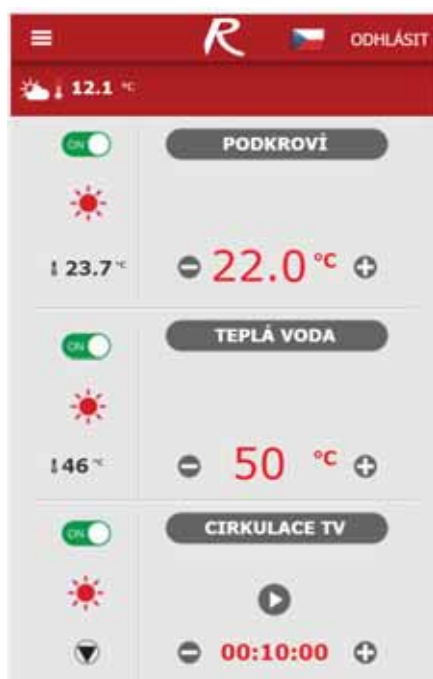 R ODHLÁSIT
12.1 °C
ON PODKROVÍ
23.7 °C 22.0 °C
ON TEPLÁ VODA
46 °C 50 °C
ON CIRKULACE TV
00:10:00